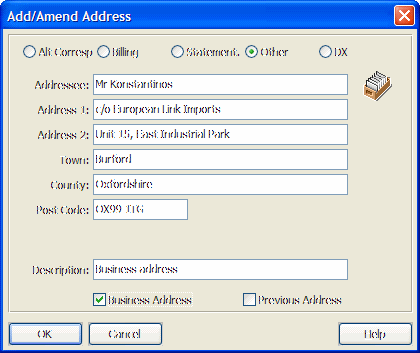 Add/Amend Address
Alt Corresp Billing Statement. Other DX
Addressee: Mr Konstantinos
Address 1: c/o European Link Imports
Address 2: Unit 15, East Industrial Park
Town: Burford
County: Oxfordshire
Post Code: OX99 1TG
Description: Business address
Business Address Previous Address
OK Cancel Help